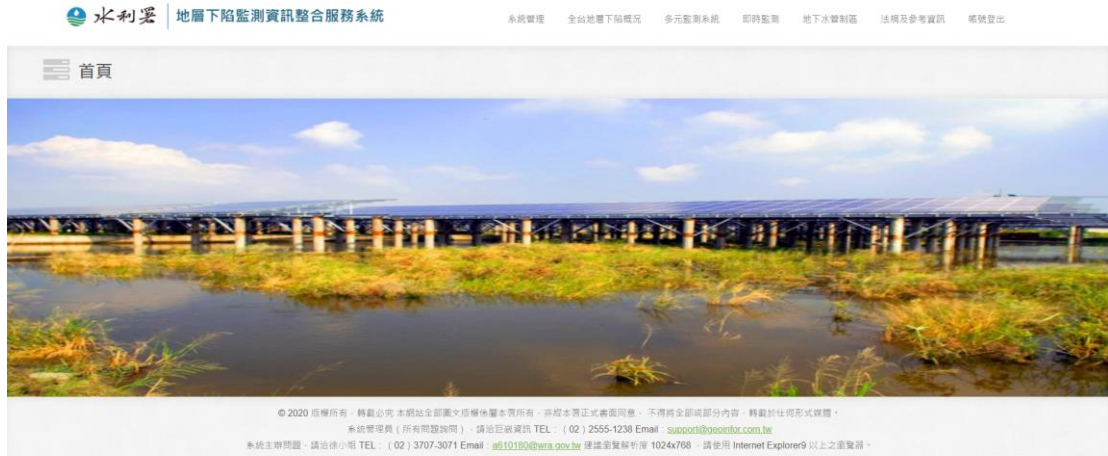 水利署 地層下陷監測資訊整合服務系統
系統管理 全台地層下陷概況 多元監測系統 即時監測 地下水管制區 法規及參考資訊 帳號登出
首頁
© 2020 版權所有、轉載必究 本網站全部圖文版權係屬本署所有、非經本署正式書面同意、不得將全部或部分內容、轉載於任何形式媒體。
系統管理員(所有問題詢問)、請洽巨嶔資訊 TEL:(02)2555-1238 Email:support@geoinfor.com.tw
系統主辦問題、請洽徐小姐 TEL:(02)3707-3071 Email:a610180@wra.gov.tw 建議瀏覽解析度 1024x768、請使用 Internet Explorer9 以上之瀏覽器。